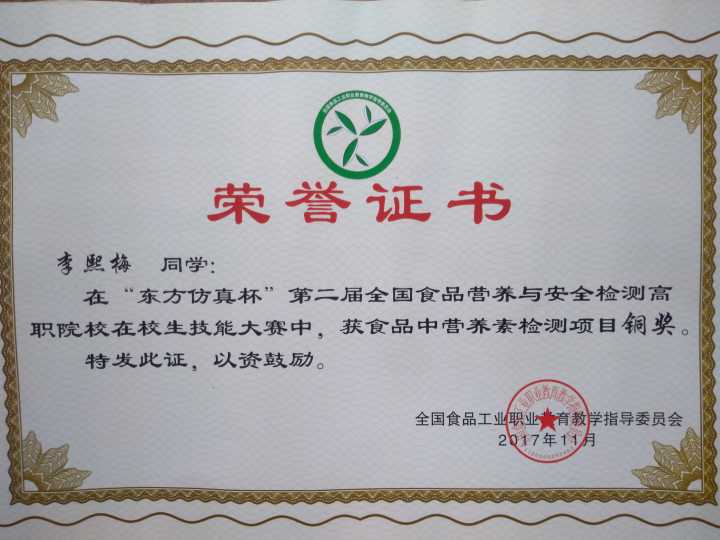 荣誉证书
李熙梅 同学：
在“东方仿真杯”第二届全国食品营养与安全检测高
职院校在校生技能大赛中，获食品中营养素检测项目铜奖。
特发此证，以资鼓励。
全国食品工业职业教育教学指导委员会
2017年11月